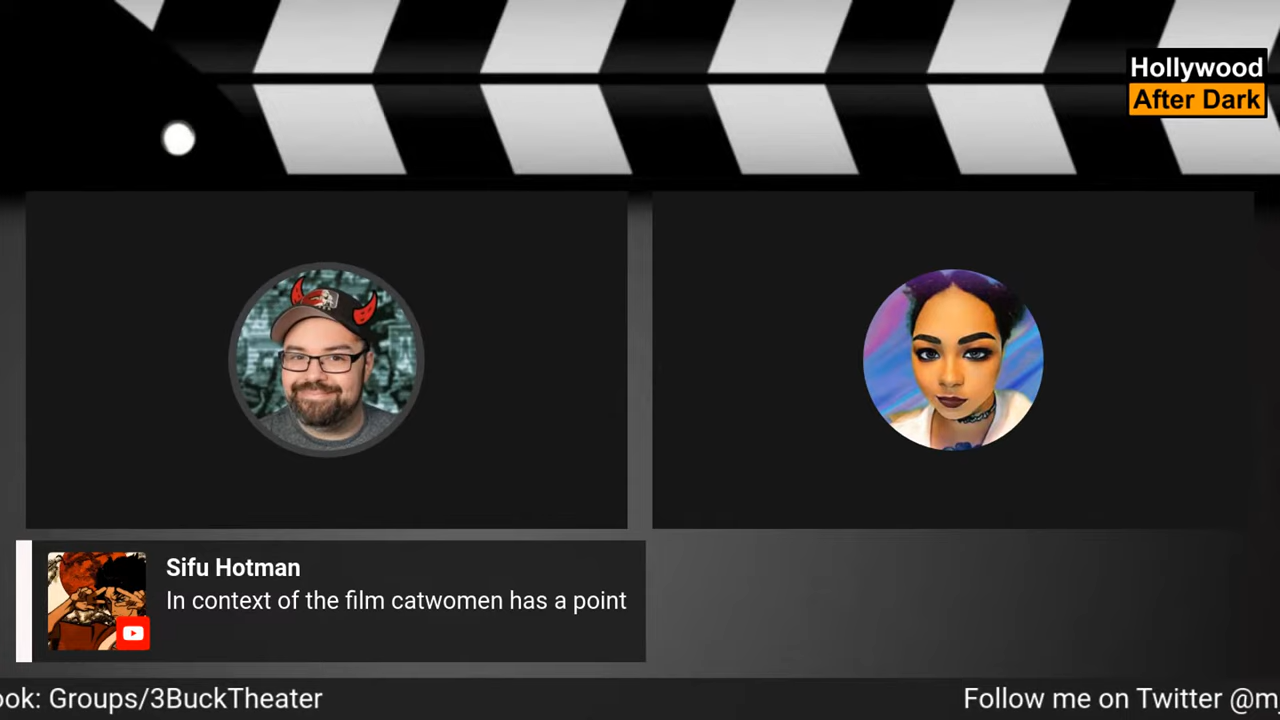 Hollywood
After Dark
Sifu Hotman
In context of the film catwomen has a point
ook: Groups/3BuckTheater
Follow me on Twitter @m